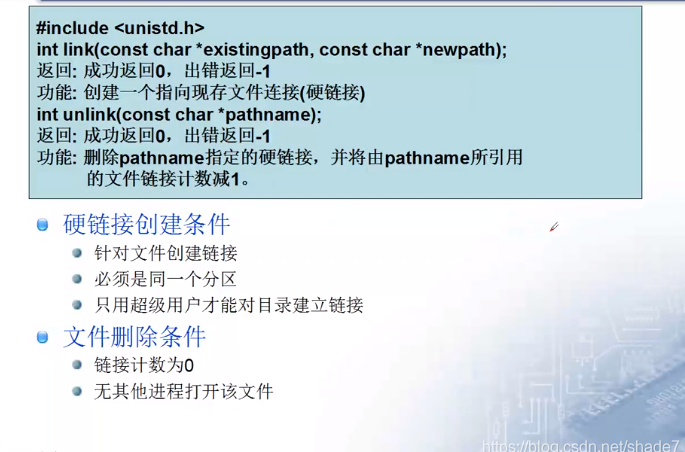 #include <unistd.h>
int link(const char *existingpath, const char *newpath);
返回: 成功返回0，出错返回-1
功能: 创建一个指向现存文件连接(硬链接)
int unlink(const char *pathname);
返回: 成功返回0，出错返回-1
功能: 删除pathname指定的硬链接，并将由pathname所引用
的文件链接计数减1。
硬链接创建条件
针对文件创建链接
必须是同一个分区
只用超级用户才能对目录建立链接
文件删除条件
链接计数为0
无其他进程打开该文件
https://blog.csdn.net/shade7